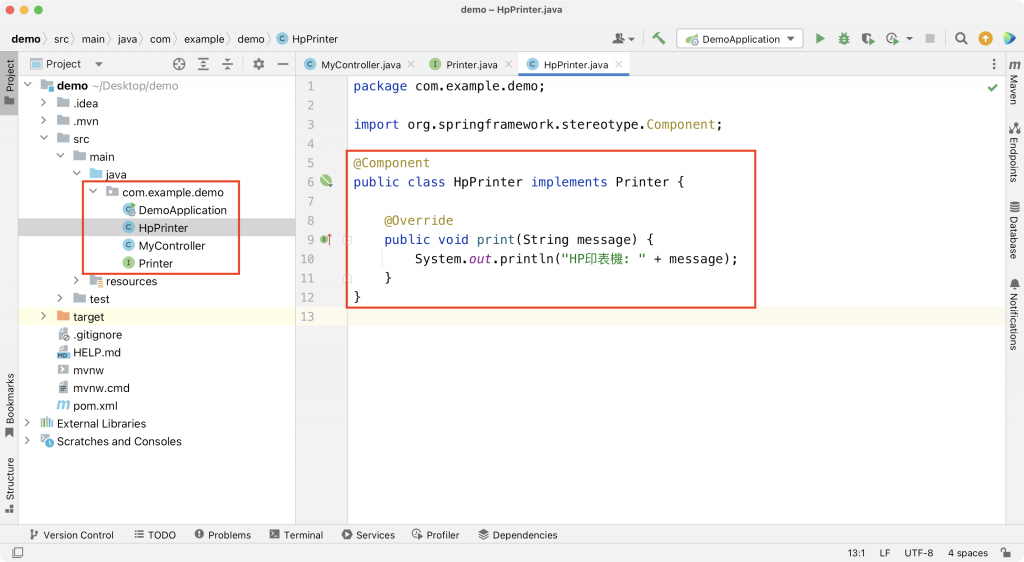 demo – HpPrinter.java
demo src main java com example demo HpPrinter
DemoApplication
Project
MyController.java Printer.java HpPrinter.java
Project
demo ~/Desktop/demo
.idea
.mvn
src
main
java
com.example.demo
DemoApplication
HpPrinter
MyController
Printer
resources
test
target
.gitignore
HELP.md
mvnw
mvnw.cmd
pom.xml
External Libraries
Scratches and Consoles
Bookmarks
Structure
1 package com.example.demo;
2
3 import org.springframework.stereotype.Component;
4
5 @Component
6 public class HpPrinter implements Printer {
7
8 @Override
9 public void print(String message) {
10 System.out.println("HP印表機: " + message);
11 }
12 }
13
Maven
Endpoints
Database
Notifications
Version Control TODO Problems Terminal Services Profiler Dependencies
13:1 LF UTF-8 4 spaces